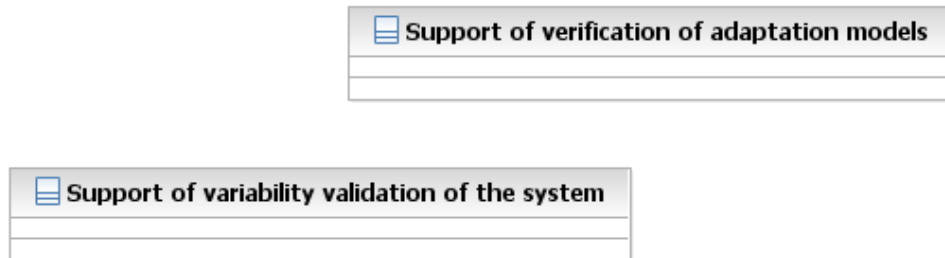 Support of verification of adaptation models
Support of variability validation of the system